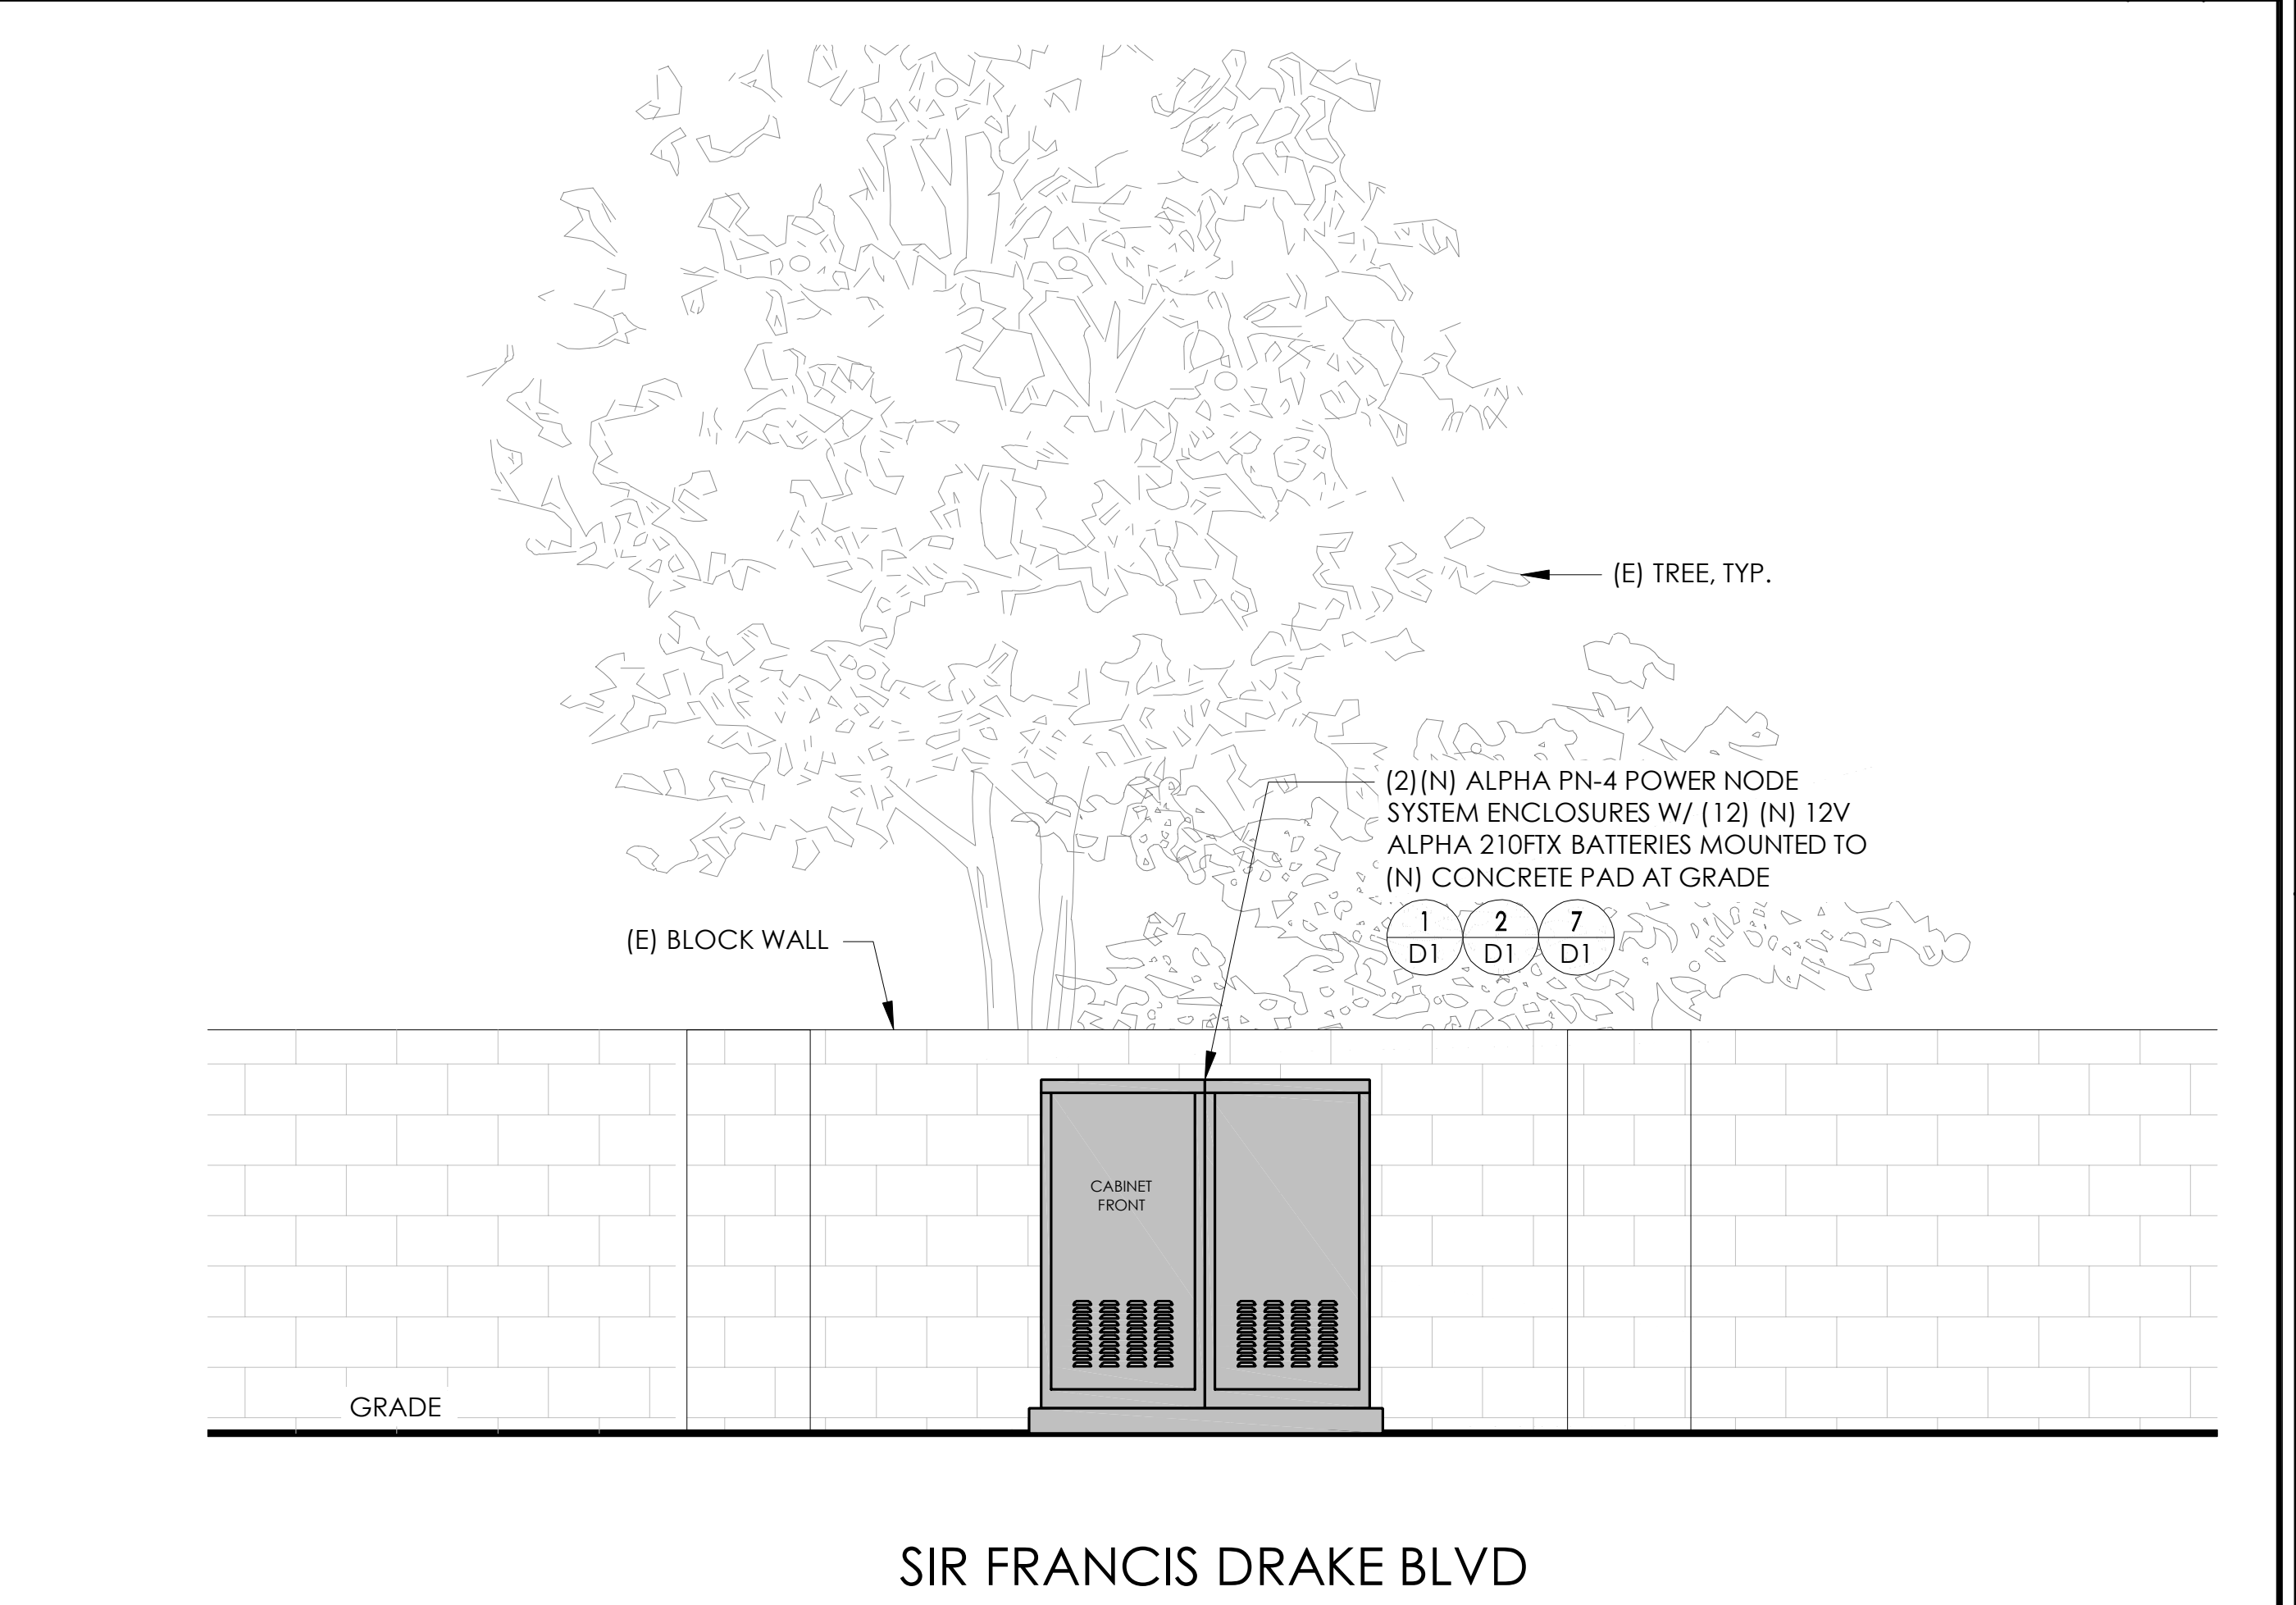 (E) TREE, TYP.
(2)(N) ALPHA PN-4 POWER NODE
SYSTEM ENCLOSURES W/ (12) (N) 12V
ALPHA 210FTX BATTERIES MOUNTED TO
(N) CONCRETE PAD AT GRADE
1 2 7
D1 D1 D1
(E) BLOCK WALL
CABINET
FRONT
GRADE
SIR FRANCIS DRAKE BLVD